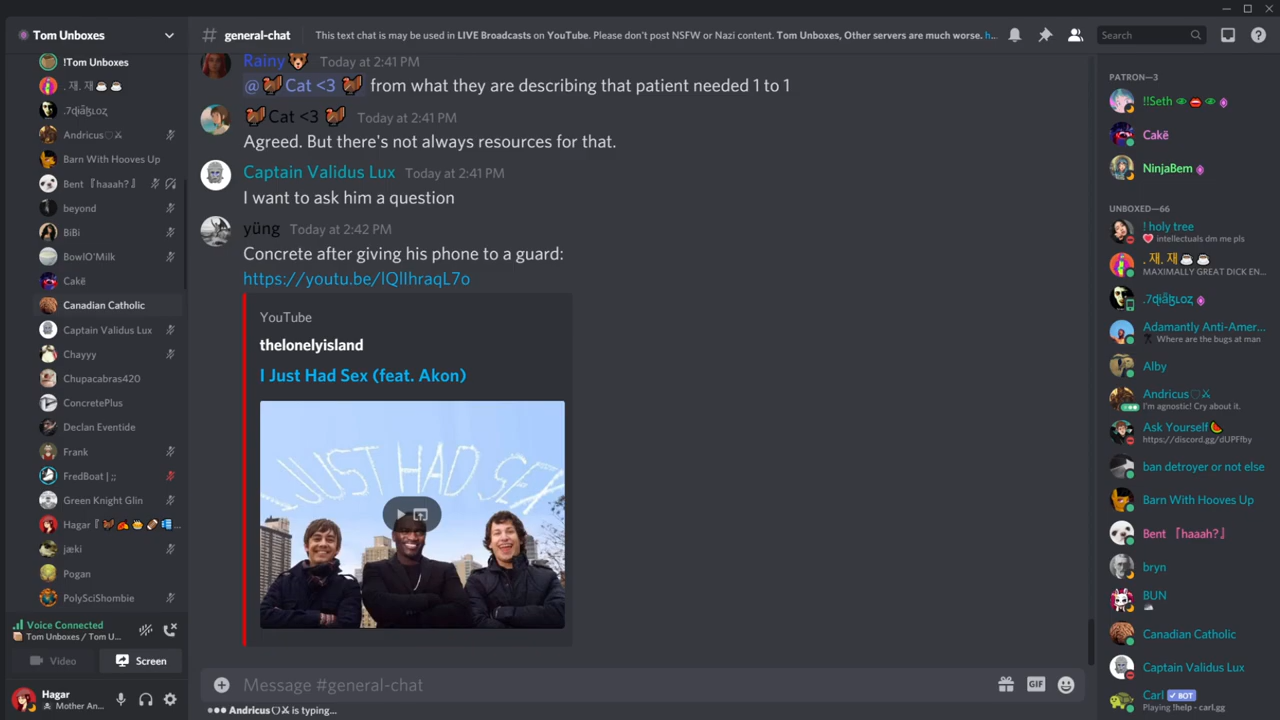 Tom Unboxes
# general-chat
This text chat is may be used in LIVE Broadcasts on YouTube. Please don't post NSFW or Nazi content. Tom Unboxes, Other servers are much worse. h...
Search
!Tom Unboxes
. 재. 재
Andricus
Barn With Hooves Up
Bent『haaah?』
beyond
BiBi
BowlO'Milk
Cakë
Canadian Catholic
Captain Validus Lux
Chayyy
Chupacabras420
ConcretePlus
Declan Eventide
Frank
FredBoat | ;;
Green Knight Glin
Hagar『
jæki
Pogan
PolySciShombie
Voice Connected
Tom Unboxes / Tom U...
Video
Screen
Hagar
Mother An...
Rainy Today at 2:41 PM
@ Cat <3 from what they are describing that patient needed 1 to 1
Cat <3 Today at 2:41 PM
Agreed. But there's not always resources for that.
Captain Validus Lux Today at 2:41 PM
I want to ask him a question
yüng Today at 2:42 PM
Concrete after giving his phone to a guard:
https://youtu.be/lQlIhraqL7o
YouTube
thelonelyisland
I Just Had Sex (feat. Akon)
I JUST HAD SEX
Message #general-chat
GIF
Andricus is typing...
PATRON—3
!!Seth
Cakë
NinjaBem
UNBOXED—66
! holy tree
intellectuals dm me pls
. 재. 재
MAXIMALLY GREAT DICK EN...
Adamantly Anti-Amer...
Where are the bugs at man
Alby
Andricus
I'm agnostic! Cry about it.
Ask Yourself
https://discord.gg/dUPFfby
ban detroyer or not else
Barn With Hooves Up
Bent『haaah?』
bryn
BUN
Canadian Catholic
Captain Validus Lux
Carl BOT
Playing !help - carl.gg